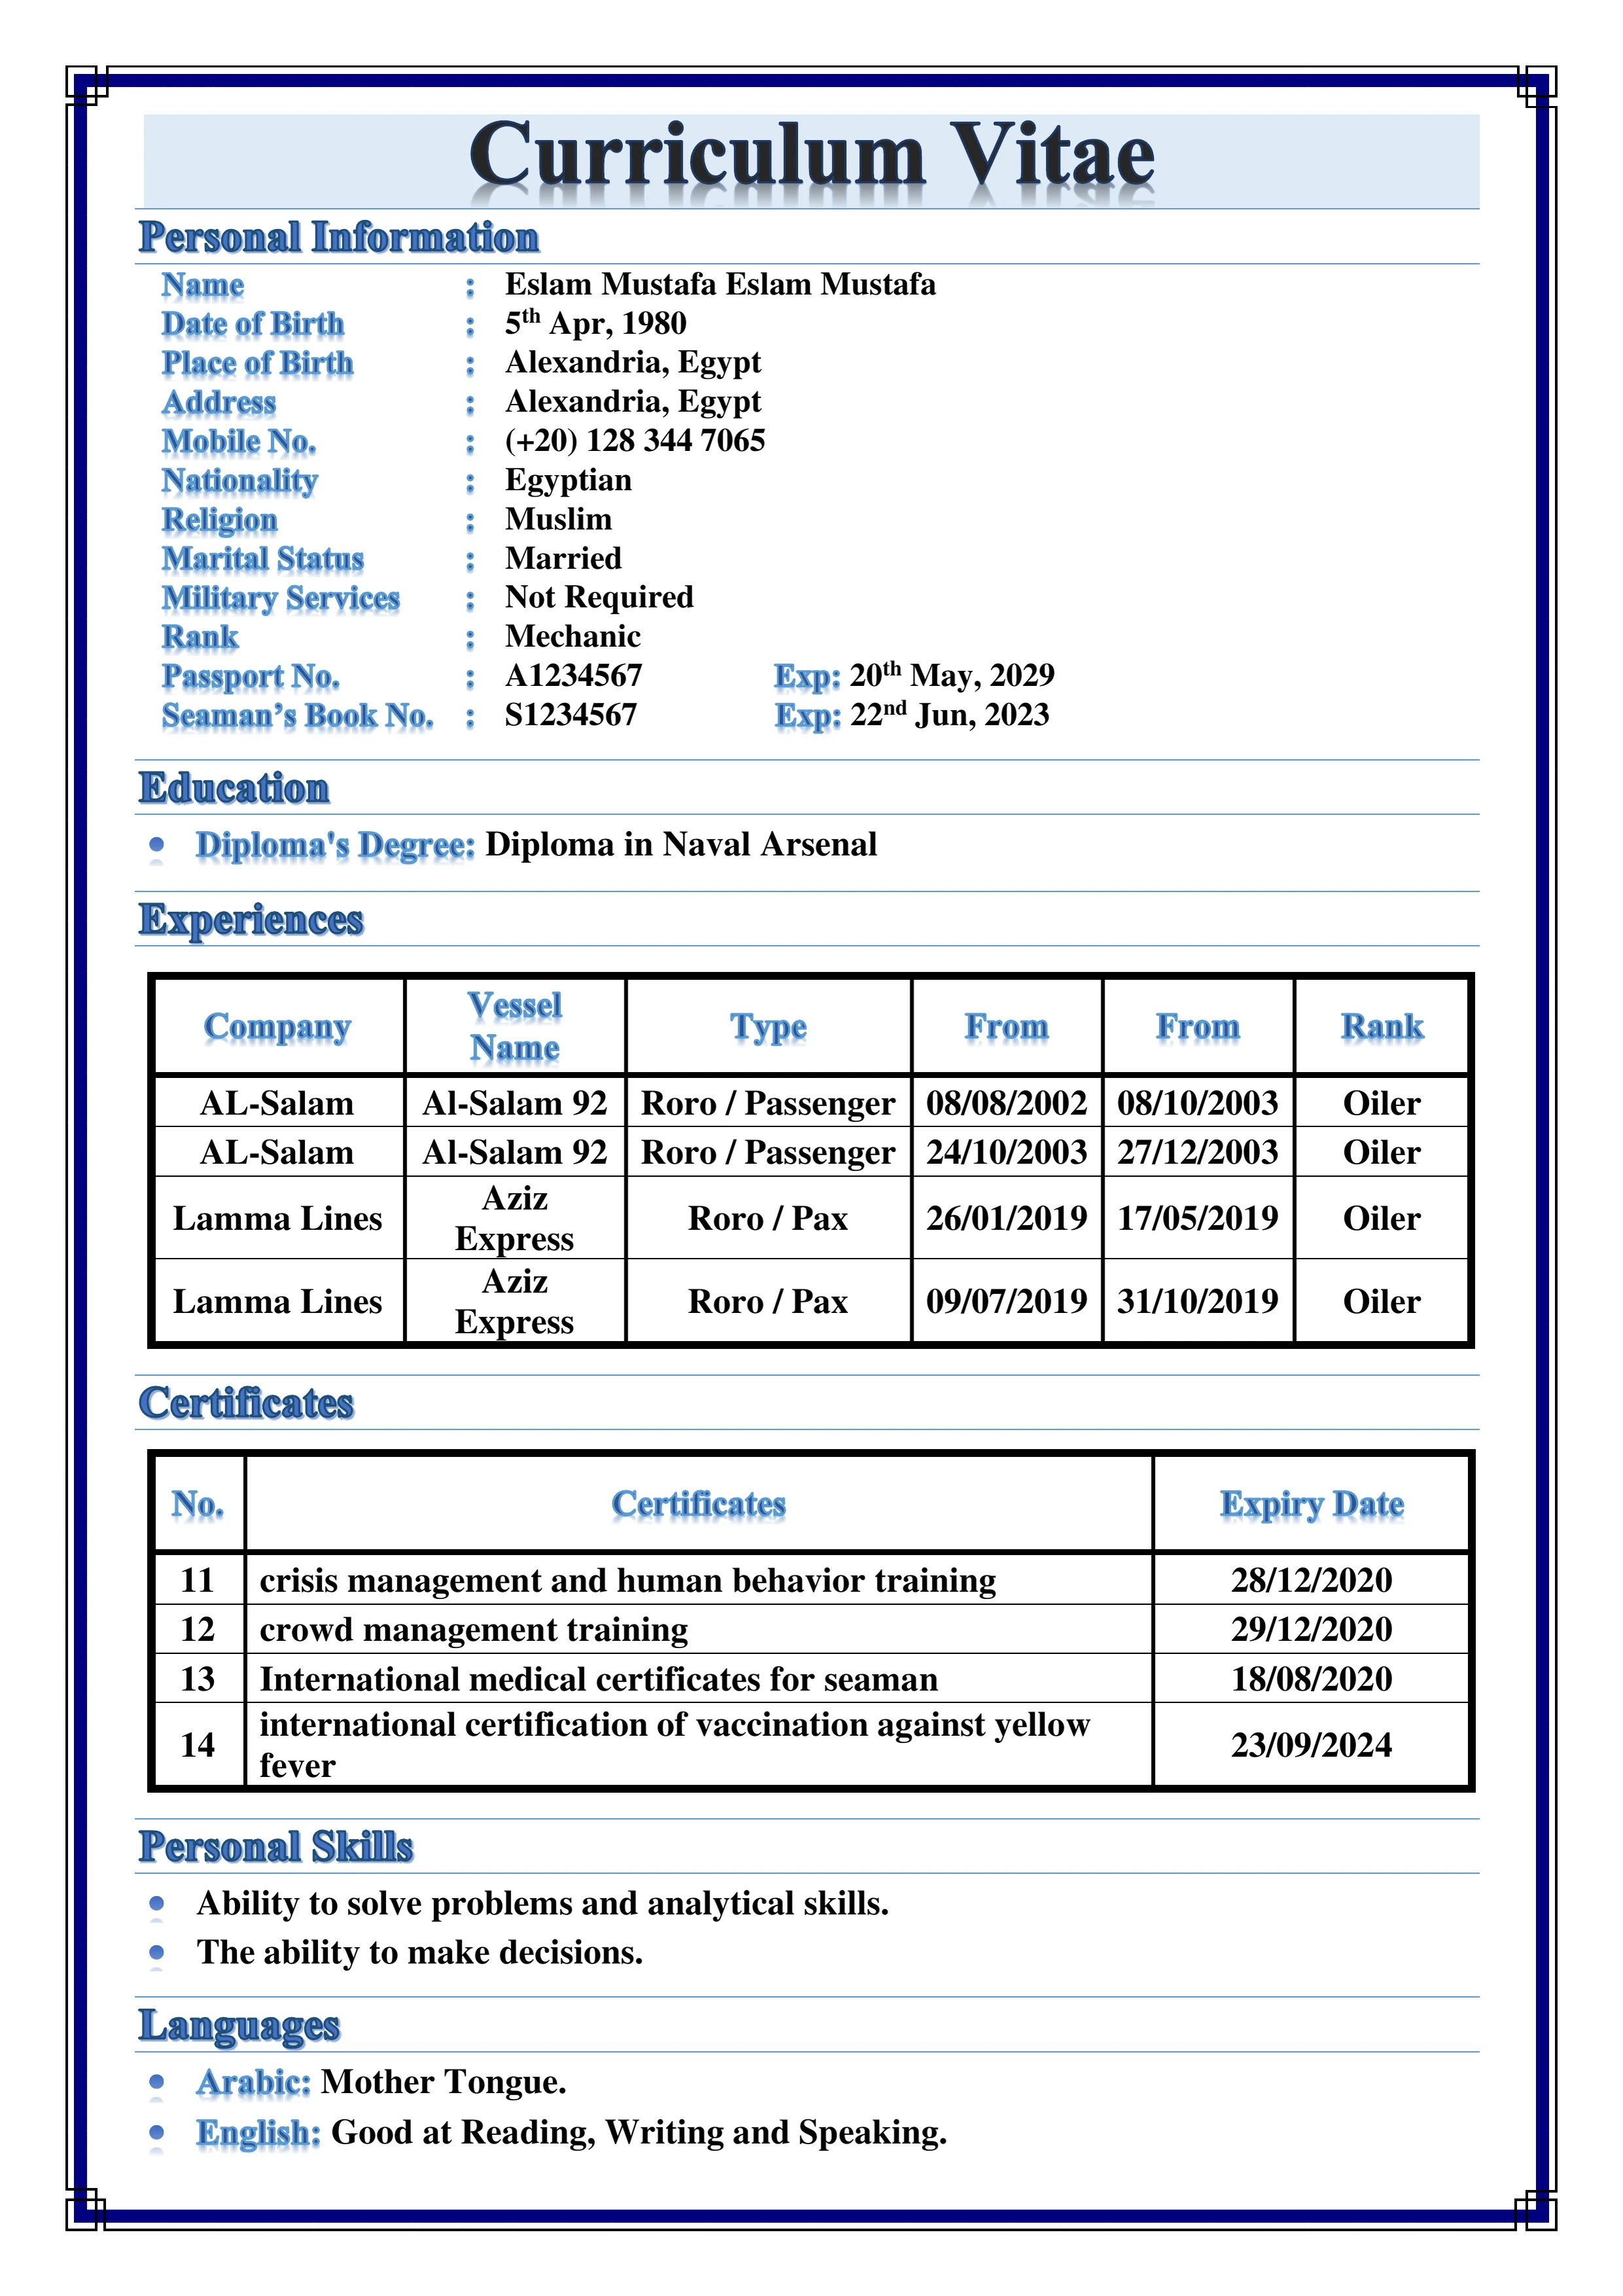 Curriculum Vitae
Personal Information
Name : Eslam Mustafa Eslam Mustafa
Date of Birth : 5th Apr, 1980
Place of Birth : Alexandria, Egypt
Address : Alexandria, Egypt
Mobile No. : (+20) 128 344 7065
Nationality : Egyptian
Religion : Muslim
Marital Status : Married
Military Services : Not Required
Rank : Mechanic
Passport No. : A1234567 Exp: 20th May, 2029
Seaman’s Book No. : S1234567 Exp: 22nd Jun, 2023
Education
• Diploma's Degree: Diploma in Naval Arsenal
Experiences
Company Vessel Name Type From From Rank
AL-Salam Al-Salam 92 Roro / Passenger 08/08/2002 08/10/2003 Oiler
AL-Salam Al-Salam 92 Roro / Passenger 24/10/2003 27/12/2003 Oiler
Lamma Lines Aziz Express Roro / Pax 26/01/2019 17/05/2019 Oiler
Lamma Lines Aziz Express Roro / Pax 09/07/2019 31/10/2019 Oiler
Certificates
No. Certificates Expiry Date
11 crisis management and human behavior training 28/12/2020
12 crowd management training 29/12/2020
13 International medical certificates for seaman 18/08/2020
14 international certification of vaccination against yellow fever 23/09/2024
Personal Skills
• Ability to solve problems and analytical skills.
• The ability to make decisions.
Languages
• Arabic: Mother Tongue.
• English: Good at Reading, Writing and Speaking.